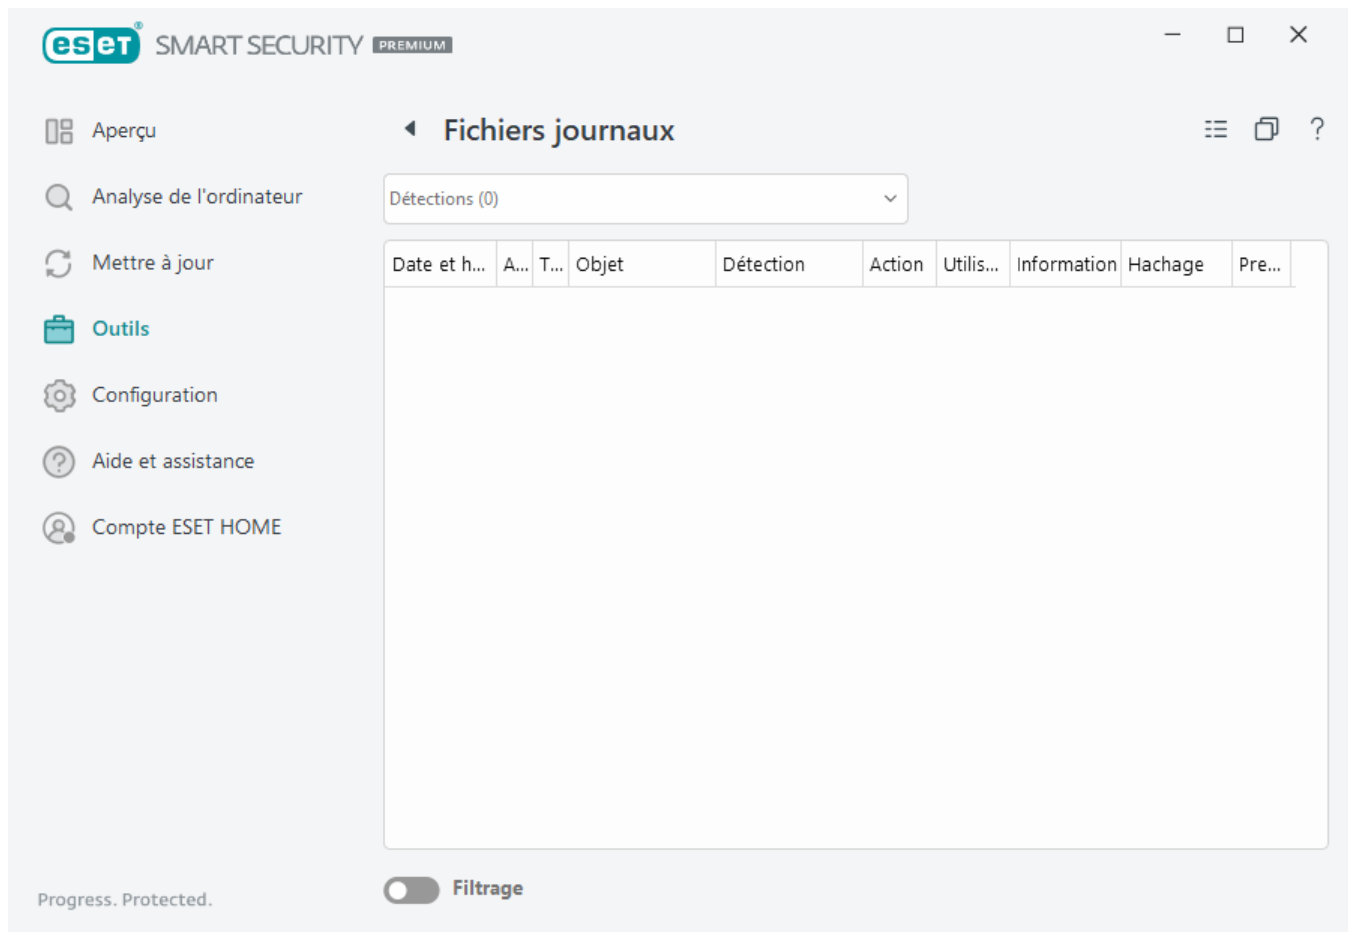 eset® SMART SECURITY PREMIUM
Aperçu
Analyse de l'ordinateur
Mettre à jour
Outils
Configuration
Aide et assistance
Compte ESET HOME
Progress. Protected.
Fichiers journaux
?
Détections (0)
Date et h... A... T... Objet Détection Action Utilis... Information Hachage Pre...
Filtrage